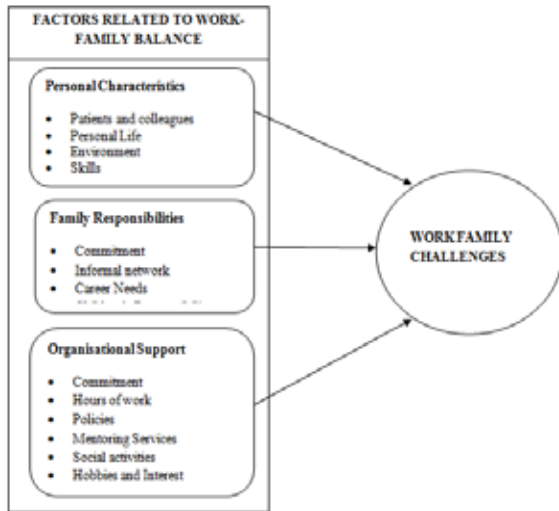 FACTORS RELATED TO WORK-
FAMILY BALANCE
Personal Characteristics
• Patients and colleagues
• Personal Life
• Environment
• Skills
Family Responsibilities
• Commitment
• Informal network
• Career Needs
WORK FAMILY
CHALLENGES
Organisational Support
• Commitment
• Hours of work
• Policies
• Mentoring Services
• Social activities
• Hobbies and Interest